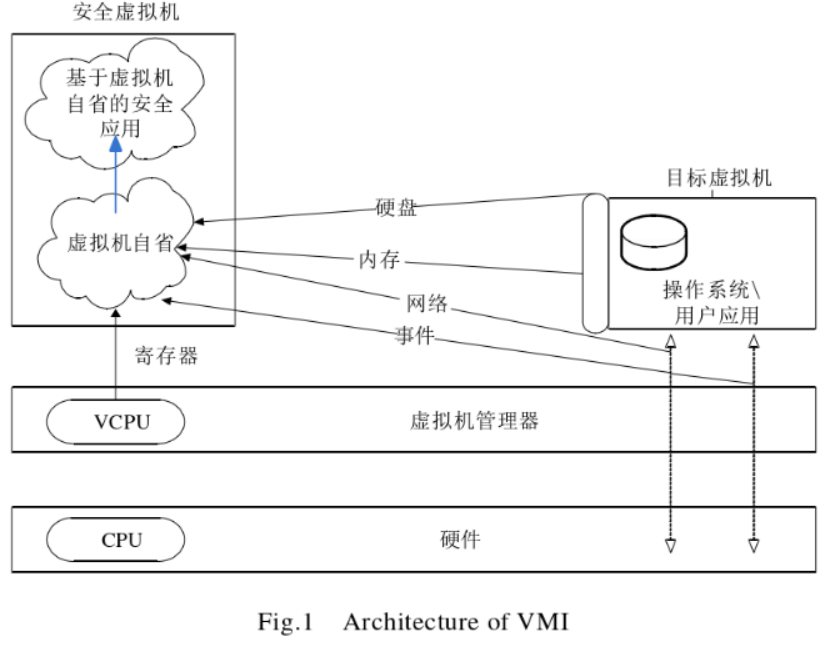 安全虚拟机
基于虚拟机
自省的安全
应用
目标虚拟机
硬盘
虚拟机自省
内存
操作系统\
用户应用
网络
事件
寄存器
VCPU
虚拟机管理器
CPU
硬件
Fig.1 Architecture of VMI